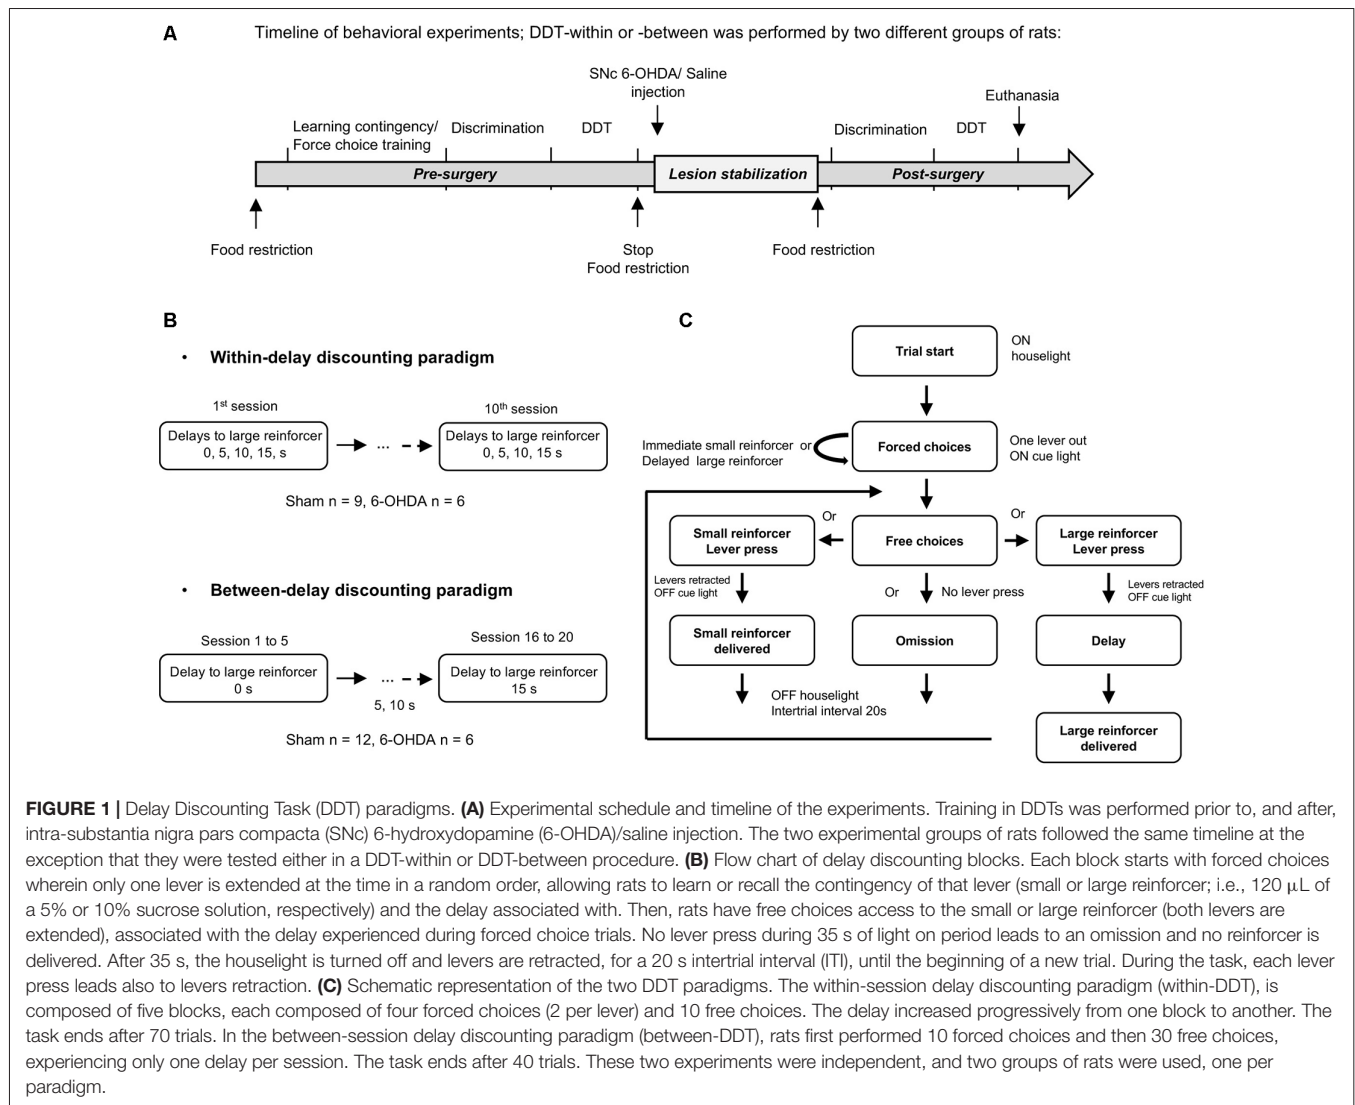 A
Timeline of behavioral experiments; DDT-within or -between was performed by two different groups of rats:
SNc 6-OHDA/ Saline
injection
Euthanasia
Learning contingency/
Force choice training
Discrimination
DDT
Discrimination
DDT
Pre-surgery
Lesion stabilization
Post-surgery
Food restriction
Stop
Food restriction
Food restriction
B
• Within-delay discounting paradigm
1st session
10th session
Delays to large reinforcer
0, 5, 10, 15, s
...
Delays to large reinforcer
0, 5, 10, 15 s
Sham n = 9, 6-OHDA n = 6
• Between-delay discounting paradigm
Session 1 to 5
Session 16 to 20
Delay to large reinforcer
0 s
...
5, 10 s
Delay to large reinforcer
15 s
Sham n = 12, 6-OHDA n = 6
C
Trial start
ON
houselight
Immediate small reinforcer or
Delayed large reinforcer
Forced choices
One lever out
ON cue light
Small reinforcer
Lever press
Or
Free choices
Or
Large reinforcer
Lever press
Levers retracted
OFF cue light
Or
No lever press
Levers retracted
OFF cue light
Small reinforcer
delivered
Omission
Delay
OFF houselight
Intertrial interval 20s
Large reinforcer
delivered
FIGURE 1 | Delay Discounting Task (DDT) paradigms. (A) Experimental schedule and timeline of the experiments. Training in DDTs was performed prior to, and after,
intra-substantia nigra pars compacta (SNc) 6-hydroxydopamine (6-OHDA)/saline injection. The two experimental groups of rats followed the same timeline at the
exception that they were tested either in a DDT-within or DDT-between procedure. (B) Flow chart of delay discounting blocks. Each block starts with forced choices
wherein only one lever is extended at the time in a random order, allowing rats to learn or recall the contingency of that lever (small or large reinforcer; i.e., 120 μL of
a 5% or 10% sucrose solution, respectively) and the delay associated with. Then, rats have free choices access to the small or large reinforcer (both levers are
extended), associated with the delay experienced during forced choice trials. No lever press during 35 s of light on period leads to an omission and no reinforcer is
delivered. After 35 s, the houselight is turned off and levers are retracted, for a 20 s intertrial interval (ITI), until the beginning of a new trial. During the task, each lever
press leads also to levers retraction. (C) Schematic representation of the two DDT paradigms. The within-session delay discounting paradigm (within-DDT), is
composed of five blocks, each composed of four forced choices (2 per lever) and 10 free choices. The delay increased progressively from one block to another. The
task ends after 70 trials. In the between-session delay discounting paradigm (between-DDT), rats first performed 10 forced choices and then 30 free choices,
experiencing only one delay per session. The task ends after 40 trials. These two experiments were independent, and two groups of rats were used, one per
paradigm.